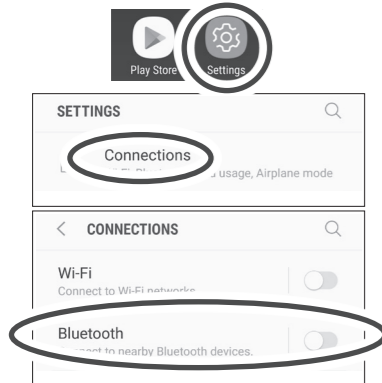 Play Store Settings
SETTINGS
Connections
usage, Airplane mode
CONNECTIONS
Wi-Fi
Connect to Wi-Fi networks
Bluetooth
to nearby Bluetooth devices.